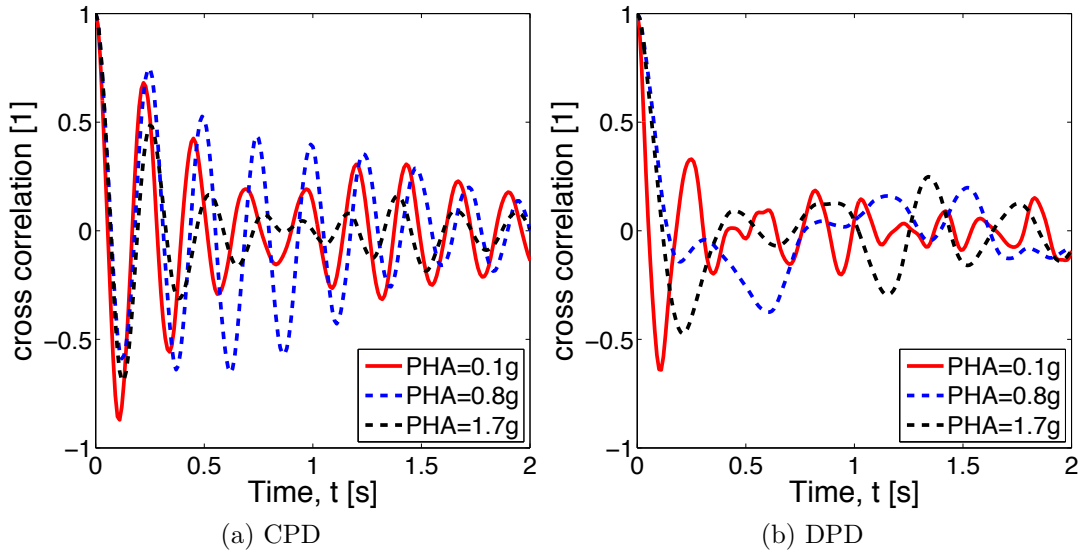 cross correlation [1]
1
0.5
0
−0.5
−1
0
0.5
1
1.5
2
Time, t [s]
PHA=0.1g
PHA=0.8g
PHA=1.7g
(a) CPD
cross correlation [1]
1
0.5
0
−0.5
−1
0
0.5
1
1.5
2
Time, t [s]
PHA=0.1g
PHA=0.8g
PHA=1.7g
(b) DPD